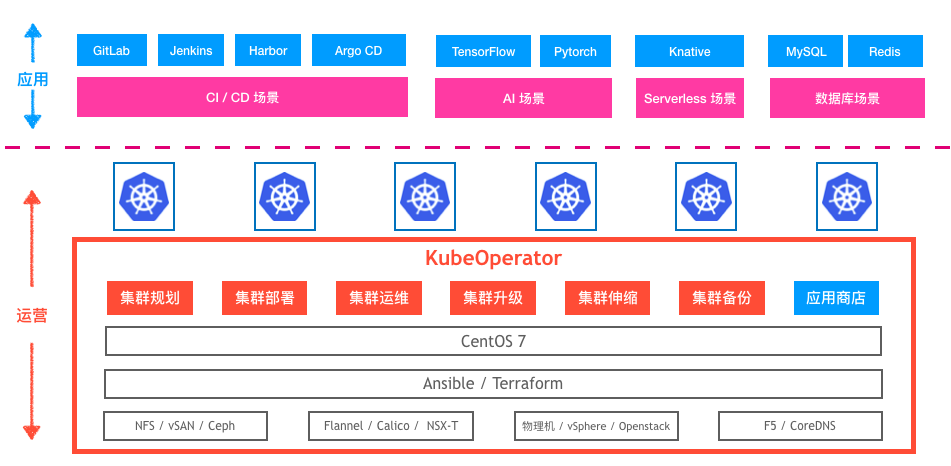 应用
GitLab
Jenkins
Harbor
Argo CD
TensorFlow
Pytorch
Knative
MySQL
Redis
CI / CD 场景
AI 场景
Serverless 场景
数据库场景
运营
KubeOperator
集群规划
集群部署
集群运维
集群升级
集群伸缩
集群备份
应用商店
CentOS 7
Ansible / Terraform
NFS / vSAN / Ceph
Flannel / Calico / NSX-T
物理机 / vSphere / Openstack
F5 / CoreDNS